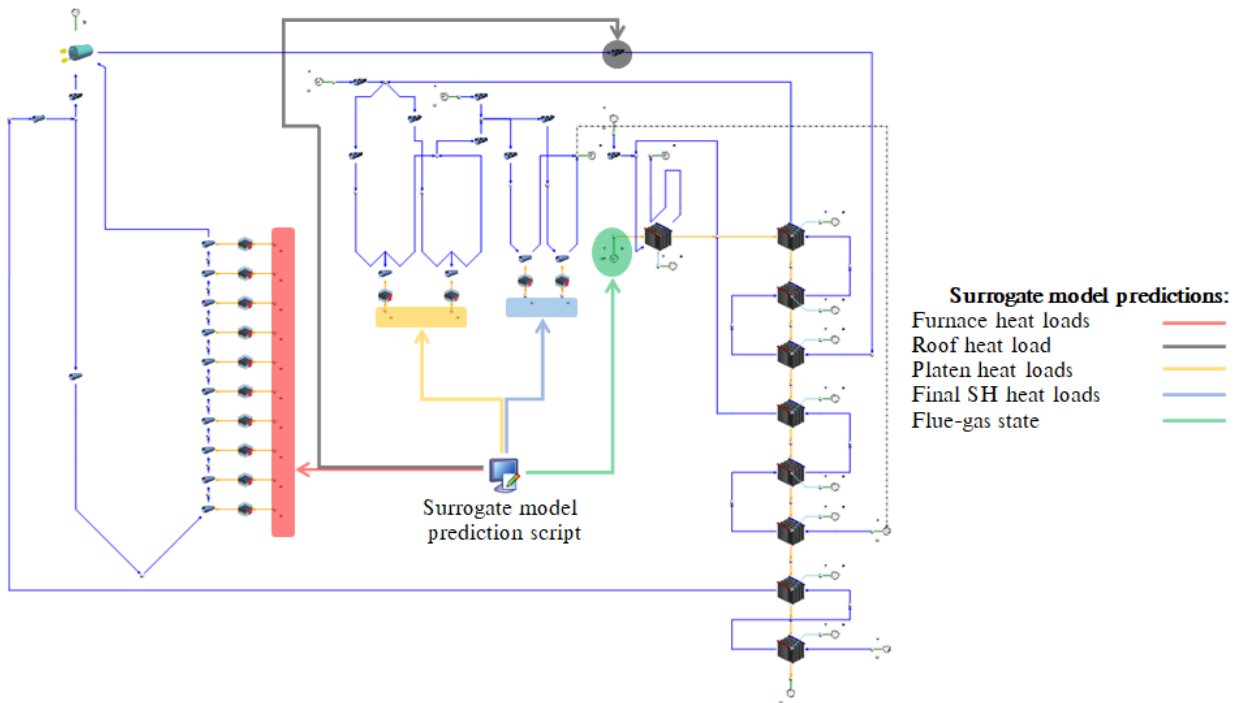 Surrogate model predictions:
Furnace heat loads
Roof heat load
Platen heat loads
Final SH heat loads
Flue-gas state
Surrogate model
prediction script